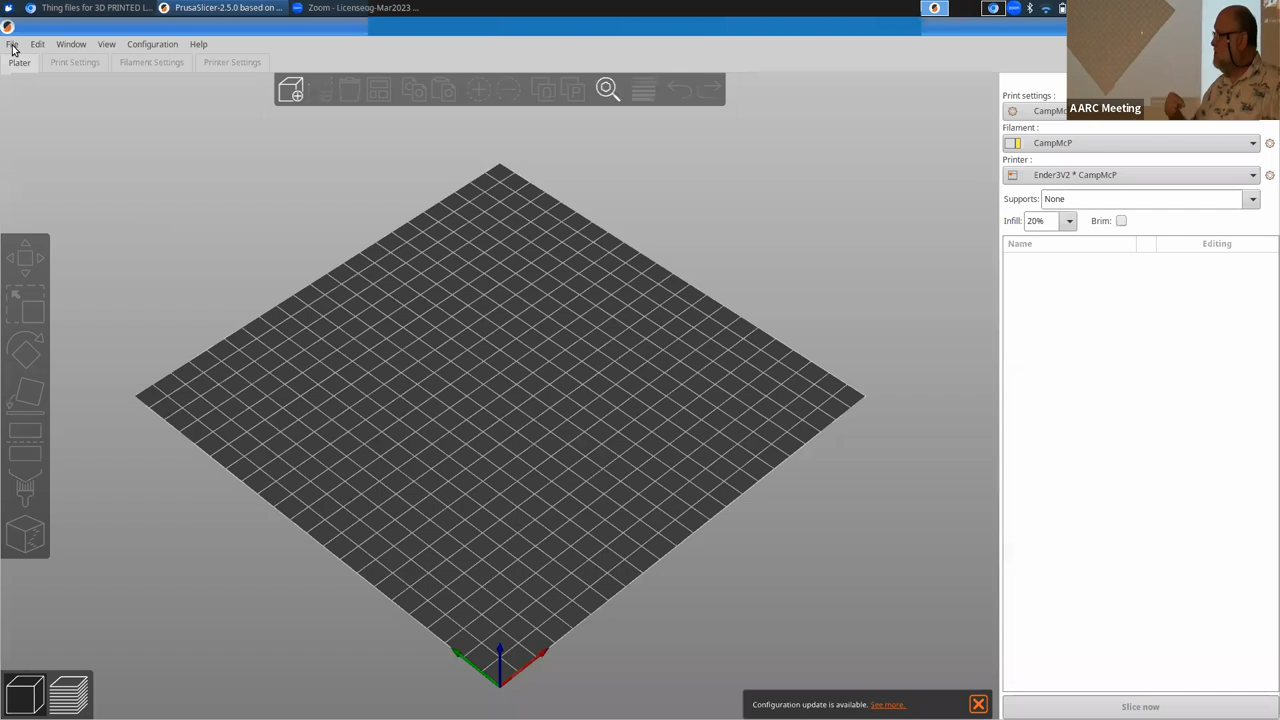 Thing files for 3D PRINTED L...
PrusaSlicer-2.5.0 based on ...
Zoom - Licenseog-Mar2023 ...
File Edit Window View Configuration Help
Plater Print Settings Filament Settings Printer Settings
AARC Meeting
Print settings :
Filament :
CampMcP
Printer :
Ender3V2 * CampMcP
Supports: None
Infill: 20% Brim:
Name Editing
Configuration update is available. See more.
Slice now